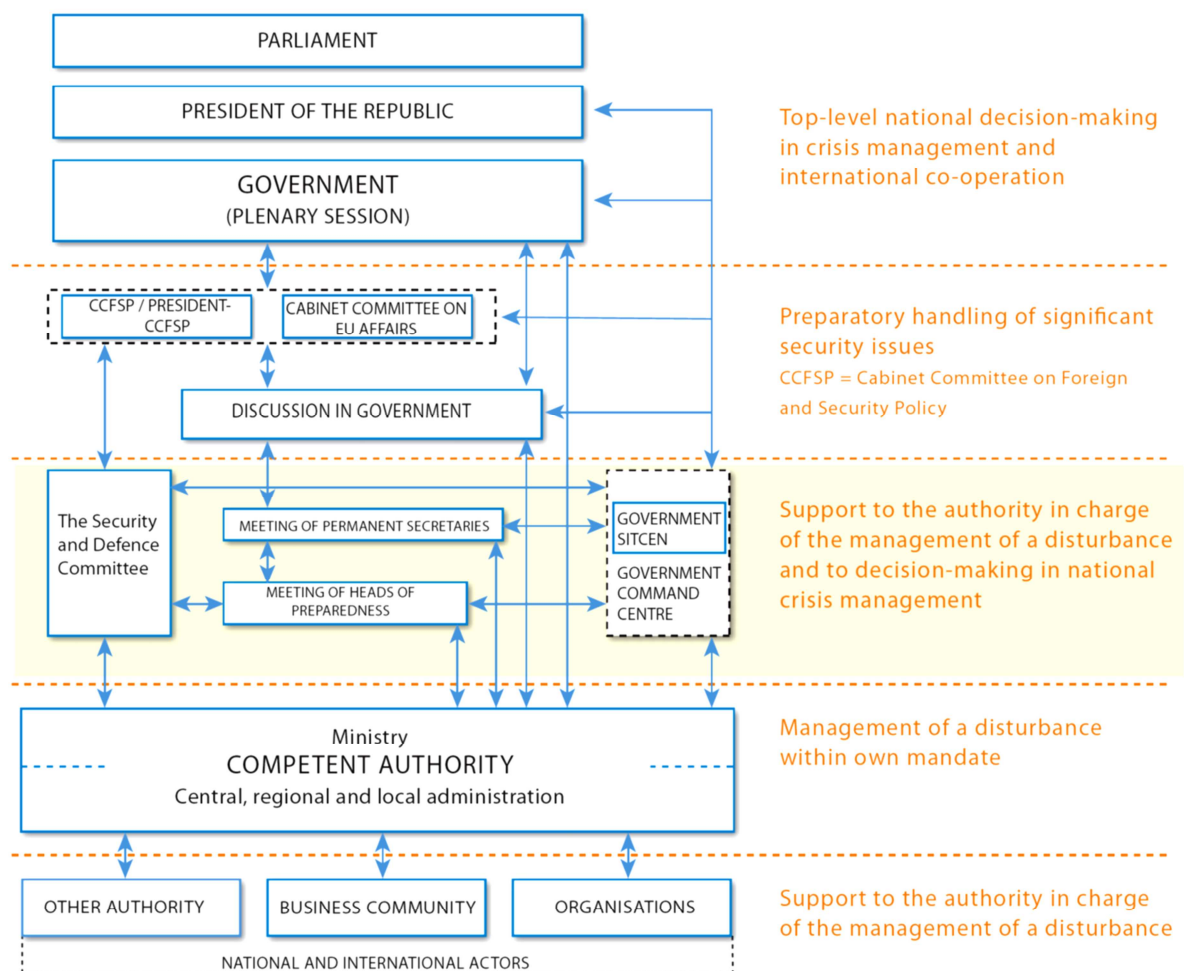 PARLIAMENT
PRESIDENT OF THE REPUBLIC
GOVERNMENT
(PLENARY SESSION)
Top-level national decision-making
in crisis management and
international co-operation
CCFSP / PRESIDENT-
CCFSP
CABINET COMMITTEE ON
EU AFFAIRS
DISCUSSION IN GOVERNMENT
Preparatory handling of significant
security issues
CCFSP = Cabinet Committee on Foreign
and Security Policy
The Security
and Defence
Committee
MEETING OF PERMANENT SECRETARIES
MEETING OF HEADS OF
PREPAREDNESS
GOVERNMENT
SITCEN
GOVERNMENT
COMMAND
CENTRE
Support to the authority in charge
of the management of a disturbance
and to decision-making in national
crisis management
Ministry
COMPETENT AUTHORITY
Central, regional and local administration
Management of a disturbance
within own mandate
OTHER AUTHORITY
BUSINESS COMMUNITY
ORGANISATIONS
NATIONAL AND INTERNATIONAL ACTORS
Support to the authority in charge
of the management of a disturbance